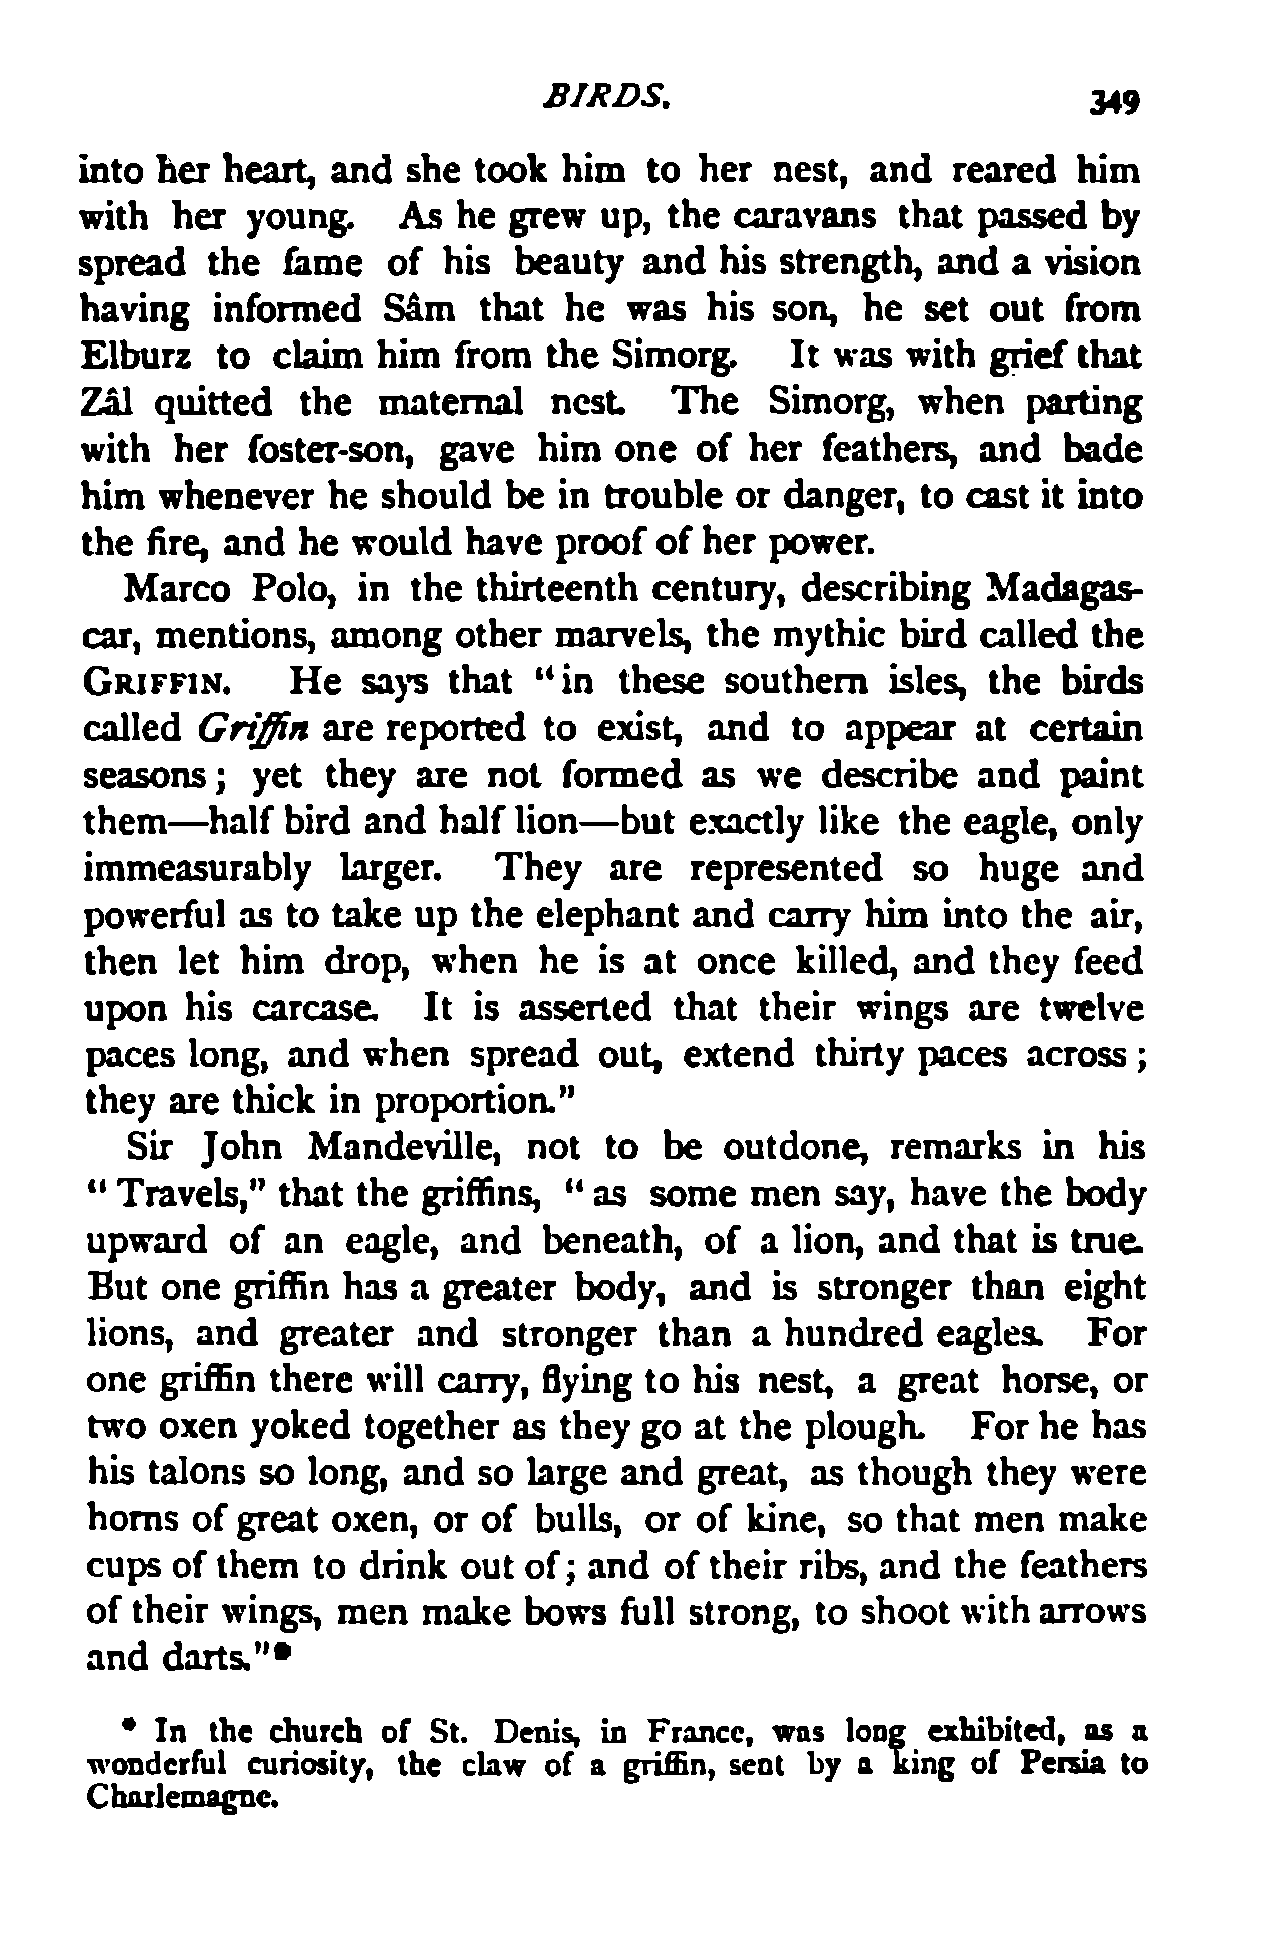 BIRDS. 349
into her heart, and she took him to her nest, and reared him
with her young. As he grew up, the caravans that passed by
spread the fame of his beauty and his strength, and a vision
having informed Sâm that he was his son, he set out from
Elburz to claim him from the Simorg. It was with grief that
Zâl quitted the maternal nest. The Simorg, when parting
with her foster-son, gave him one of her feathers, and bade
him whenever he should be in trouble or danger, to cast it into
the fire, and he would have proof of her power.
Marco Polo, in the thirteenth century, describing Madagas-
car, mentions, among other marvels, the mythic bird called the
GRIFFIN. He says that “in these southern isles, the birds
called Griffin are reported to exist, and to appear at certain
seasons; yet they are not formed as we describe and paint
them—half bird and half lion—but exactly like the eagle, only
immeasurably larger. They are represented so huge and
powerful as to take up the elephant and carry him into the air,
then let him drop, when he is at once killed, and they feed
upon his carcase. It is asserted that their wings are twelve
paces long, and when spread out, extend thirty paces across;
they are thick in proportion.”
Sir John Mandeville, not to be outdone, remarks in his
“Travels,” that the griffins, “as some men say, have the body
upward of an eagle, and beneath, of a lion, and that is true.
But one griffin has a greater body, and is stronger than eight
lions, and greater and stronger than a hundred eagles. For
one griffin there will carry, flying to his nest, a great horse, or
two oxen yoked together as they go at the plough. For he has
his talons so long, and so large and great, as though they were
horns of great oxen, or of bulls, or of kine, so that men make
cups of them to drink out of; and of their ribs, and the feathers
of their wings, men make bows full strong, to shoot with arrows
and darts.”*
* In the church of St. Denis, in France, was long exhibited, as a
wonderful curiosity, the claw of a griffin, sent by a king of Persia to
Charlemagne.